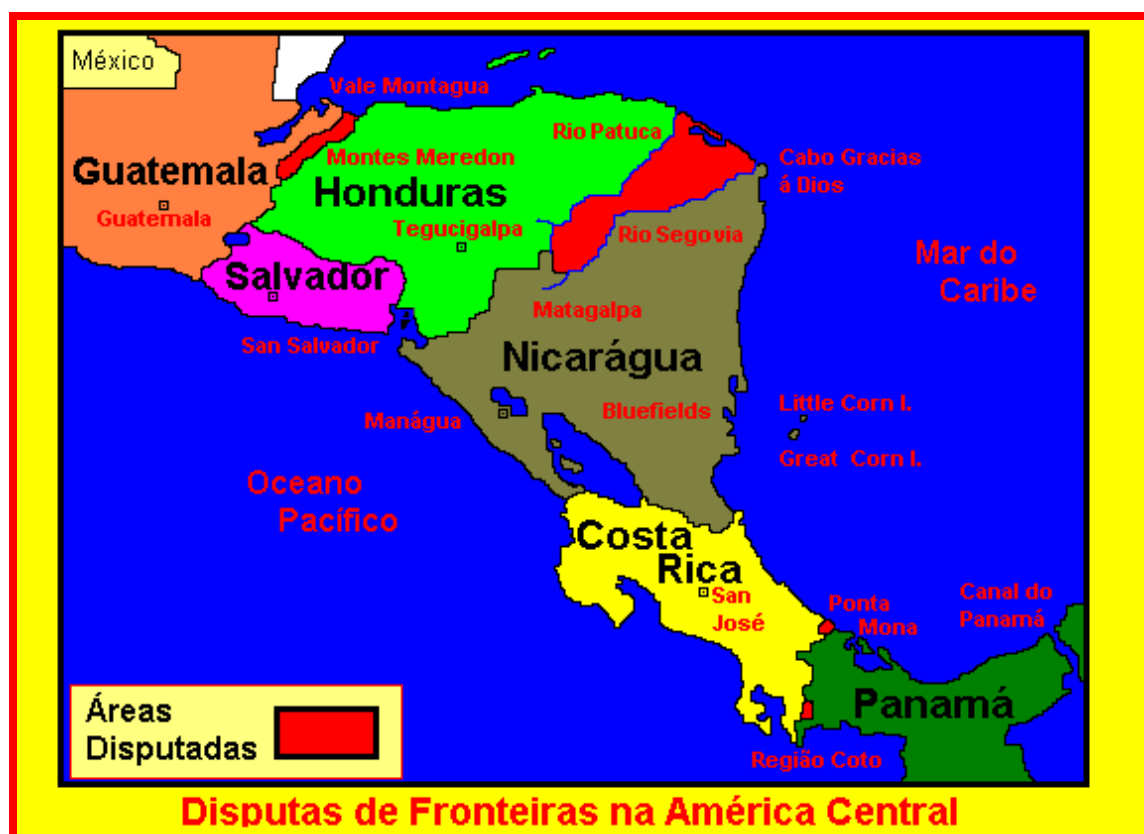 México
Vale Montagua
Rio Patuca
Montes Meredon
Cabo Gracias
á Dios
Guatemala
Honduras
Guatemala
Tegucigalpa
Rio Segovia
Mar do
Caribe
Salvador
Matagalpa
San Salvador
Nicarágua
Manágua
Bluefields
Little Corn I.
Great Corn I.
Oceano
Pacífico
Costa
Rica
San
José
Ponta
Mona
Canal do
Panamá
Panamá
Região Coto
Áreas
Disputadas
Disputas de Fronteiras na América Central